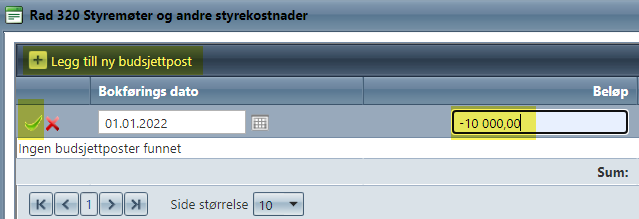 Rad 320 Styremøter og andre styrekostnader
Legg till ny budsjettpost
Bokførings dato Beløp
01.01.2022 -10 000,00
Ingen budsjettposter funnet
Sum:
1 Side størrelse 10